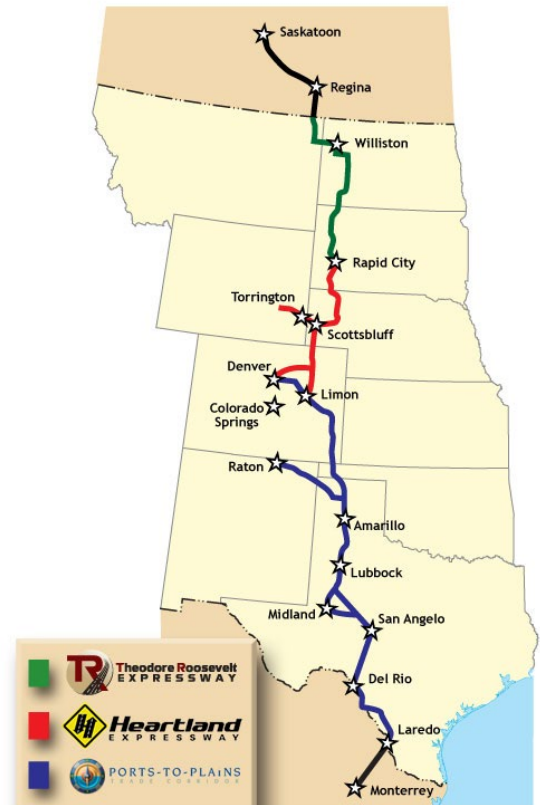 Saskatoon
Regina
Williston
Rapid City
Torrington
Scottsbluff
Denver
Limon
Colorado
Springs
Raton
Amarillo
Lubbock
Midland
San Angelo
Del Rio
Laredo
Monterrey
TR Theodore Roosevelt
EXPRESSWAY
Heartland
EXPRESSWAY
PORTS-TO-PLAINS
TRADE CORRIDOR